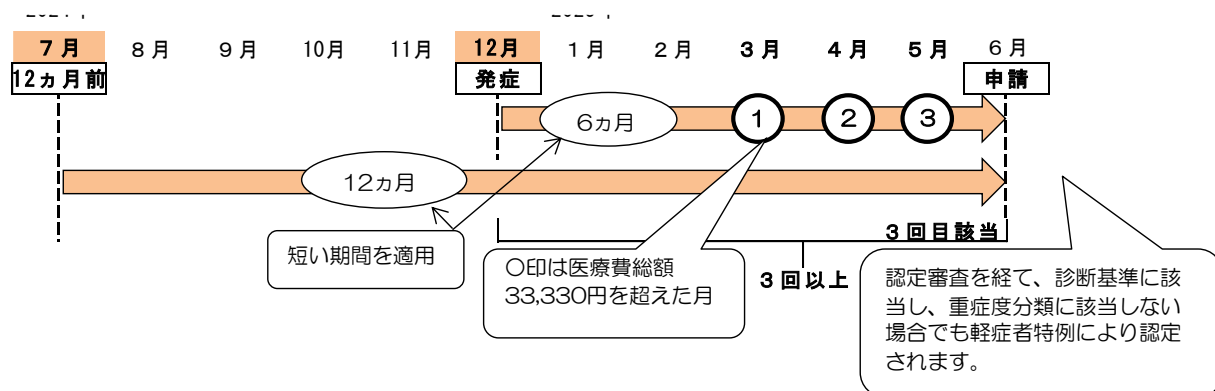 7月 8月 9月 10月 11月 12月 1月 2月 3月 4月 5月 6月
12ヵ月前 発症 申請
6ヵ月 1 2 3
12ヵ月
3回目該当
短い期間を適用
〇印は医療費総額
33,330円を超えた月
3回以上
認定審査を経て、診断基準に該
当し、重症度分類に該当しない
場合でも軽症者特例により認定
されます。